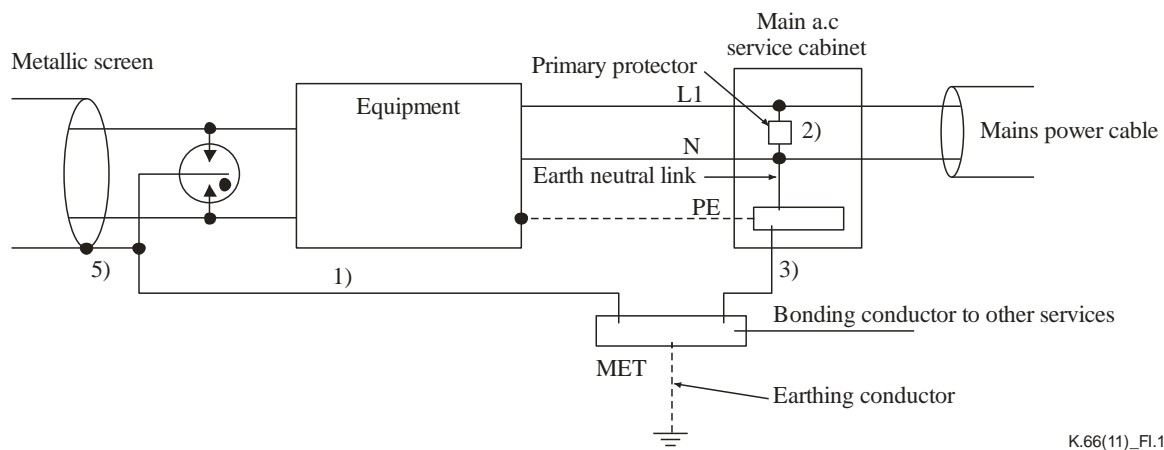 Main a.c
service cabinet
Metallic screen
Primary protector
Equipment
L1
2)
Mains power cable
N
Earth neutral link
PE
5)
1)
3)
Bonding conductor to other services
MET
Earthing conductor
K.66(11)_FI.1